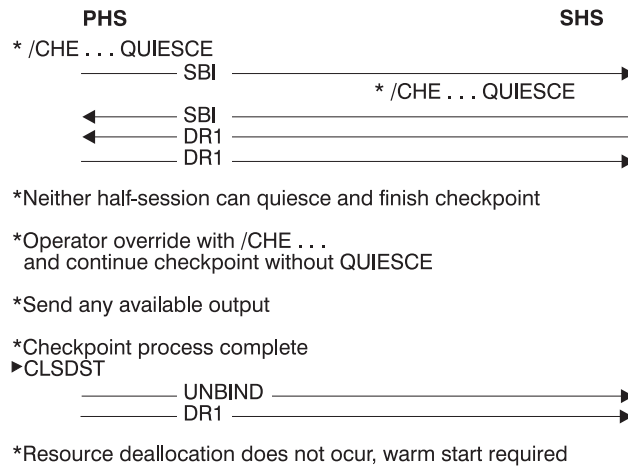 PHS SHS
* /CHE . . . QUIESCE
SBI
* /CHE . . . QUIESCE
SBI
DR1
DR1
*Neither half-session can quiesce and finish checkpoint
*Operator override with /CHE . . .
and continue checkpoint without QUIESCE
*Send any available output
*Checkpoint process complete
►CLSDST
UNBIND
DR1
*Resource deallocation does not ocur, warm start required